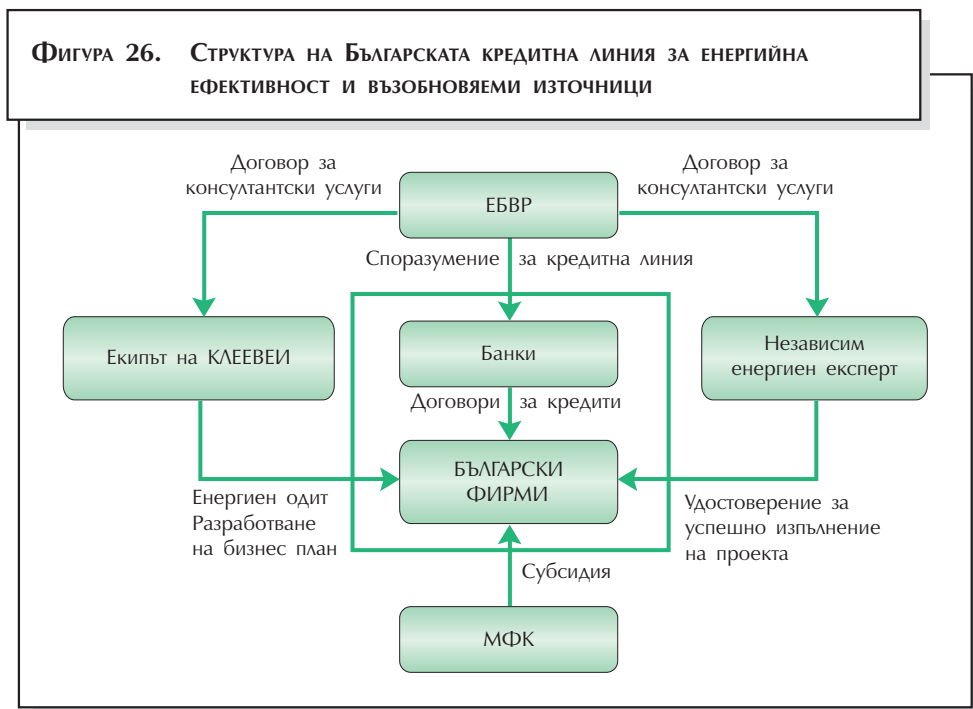 Фигура 26. Структура на Българската кредитна линия за енергийна
ефективност и възобновяеми източници
Договор за
консултантски услуги
ЕБВР
Договор за
консултантски услуги
Споразумение за кредитна линия
Екипът на КЛЕЕВЕИ
Банки
Независим
енергиен експерт
Договори за кредити
БЪЛГАРСКИ
ФИРМИ
Енергиен одит
Разработване
на бизнес план
Удостоверение за
успешно изпълнение
на проекта
Субсидия
МФК